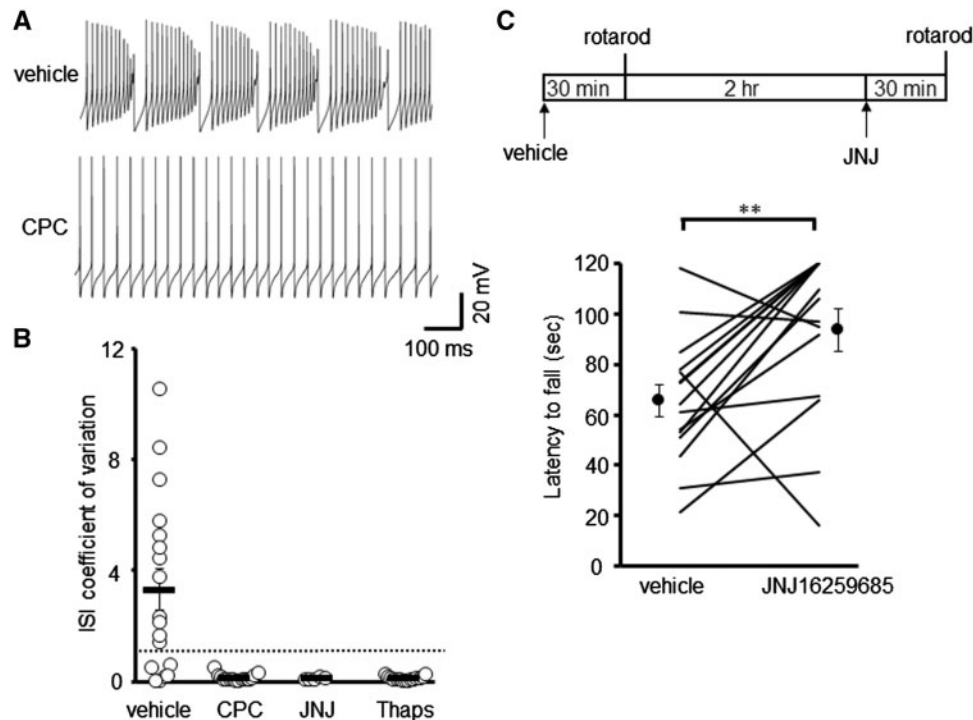 A
vehicle
CPC
20 mV
100 ms
B
12
8
4
0
ISI coefficient of variation
vehicle CPC JNJ Thaps
C
rotarod rotarod
30 min 2 hr 30 min
vehicle JNJ
**
120
100
80
60
40
20
0
Latency to fall (sec)
vehicle JNJ16259685